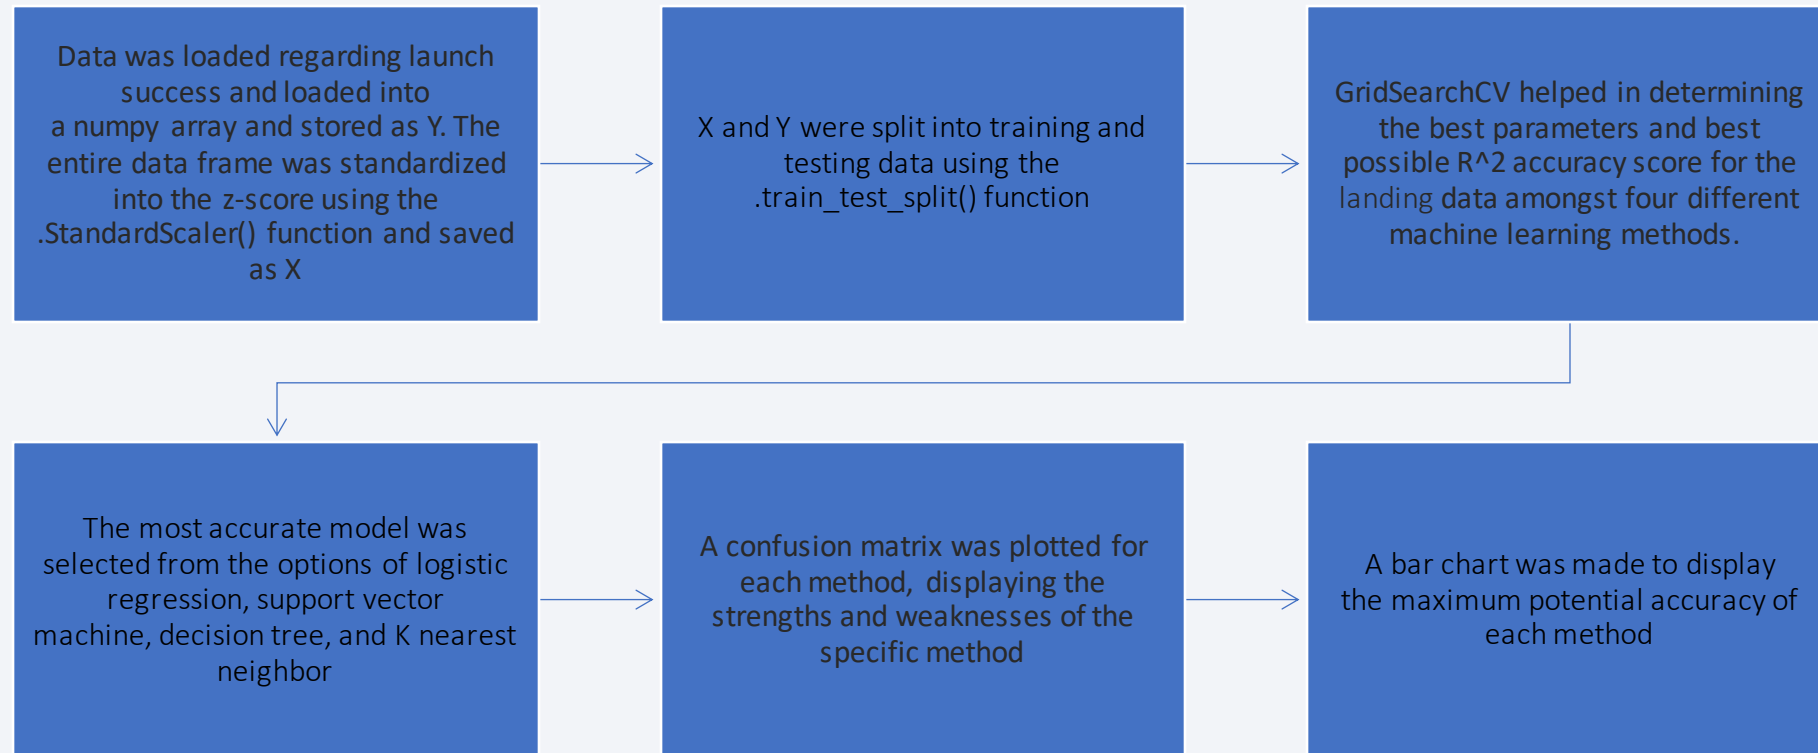 Data was loaded regarding launch
success and loaded into
a numpy array and stored as Y. The
entire data frame was standardized
into the z-score using the
.StandardScaler() function and saved
as X
X and Y were split into training and
testing data using the
.train_test_split() function
GridSearchCV helped in determining
the best parameters and best
possible R^2 accuracy score for the
landing data amongst four different
machine learning methods.
The most accurate model was
selected from the options of logistic
regression, support vector
machine, decision tree, and K nearest
neighbor
A confusion matrix was plotted for
each method, displaying the
strengths and weaknesses of the
specific method
A bar chart was made to display
the maximum potential accuracy of
each method